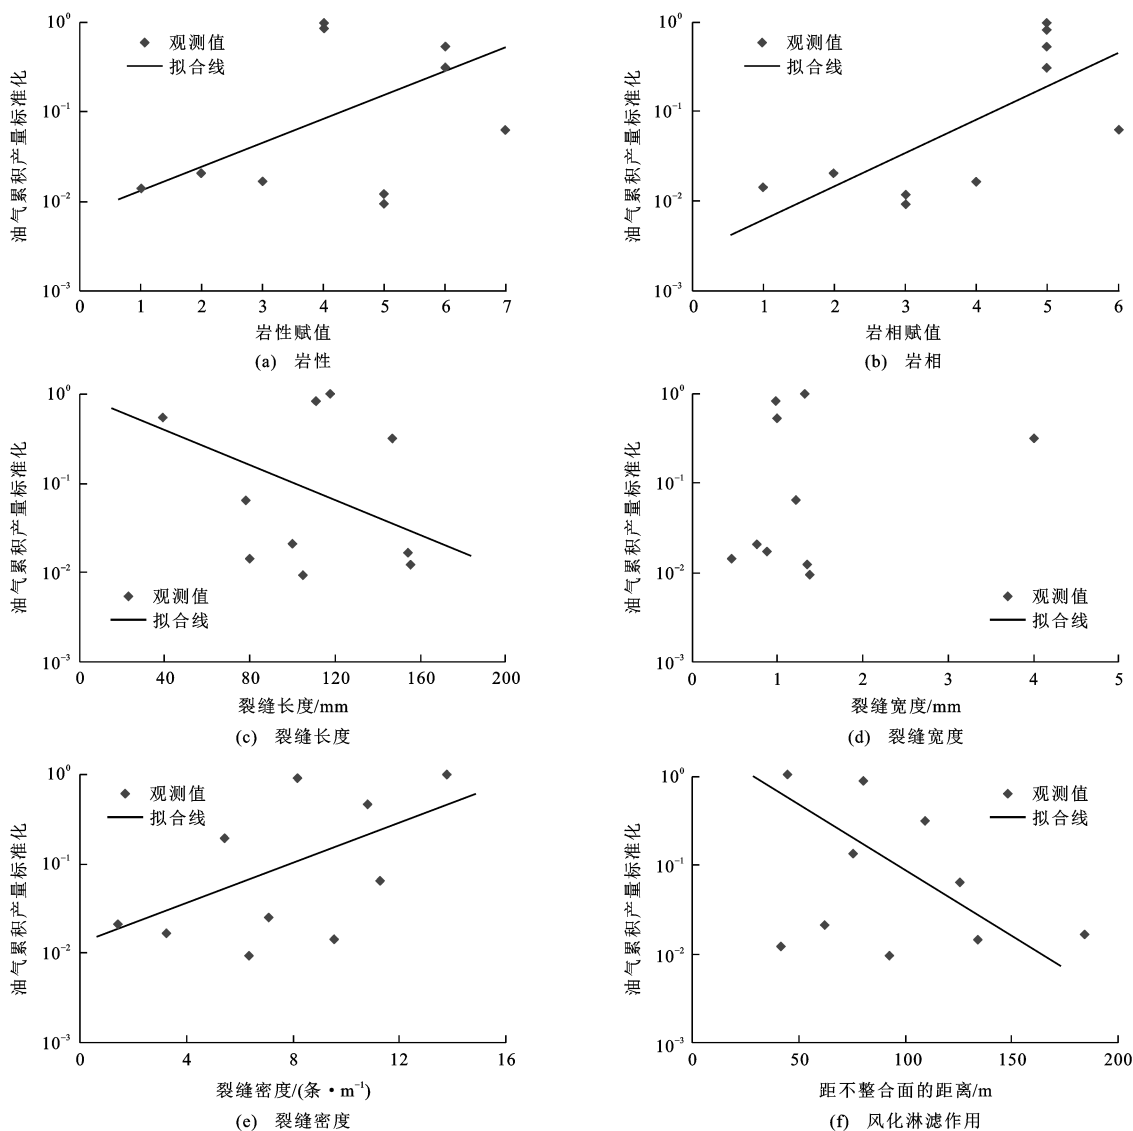 油气累积产量标准化
10⁰
10⁻¹
10⁻²
10⁻³
观测值
拟合线
0 1 2 3 4 5 6 7
岩性赋值
(a) 岩性
油气累积产量标准化
10⁰
10⁻¹
10⁻²
10⁻³
观测值
拟合线
0 1 2 3 4 5 6
岩相赋值
(b) 岩相
油气累积产量标准化
10⁰
10⁻¹
10⁻²
10⁻³
观测值
拟合线
0 40 80 120 160 200
裂缝长度/mm
(c) 裂缝长度
油气累积产量标准化
10⁰
10⁻¹
10⁻²
10⁻³
观测值
拟合线
0 1 2 3 4 5
裂缝宽度/mm
(d) 裂缝宽度
油气累积产量标准化
10⁰
10⁻¹
10⁻²
10⁻³
观测值
拟合线
0 4 8 12 16
裂缝密度/(条·m⁻¹)
(e) 裂缝密度
油气累积产量标准化
10⁰
10⁻¹
10⁻²
10⁻³
观测值
拟合线
0 50 100 150 200
距不整合面的距离/m
(f) 风化淋滤作用